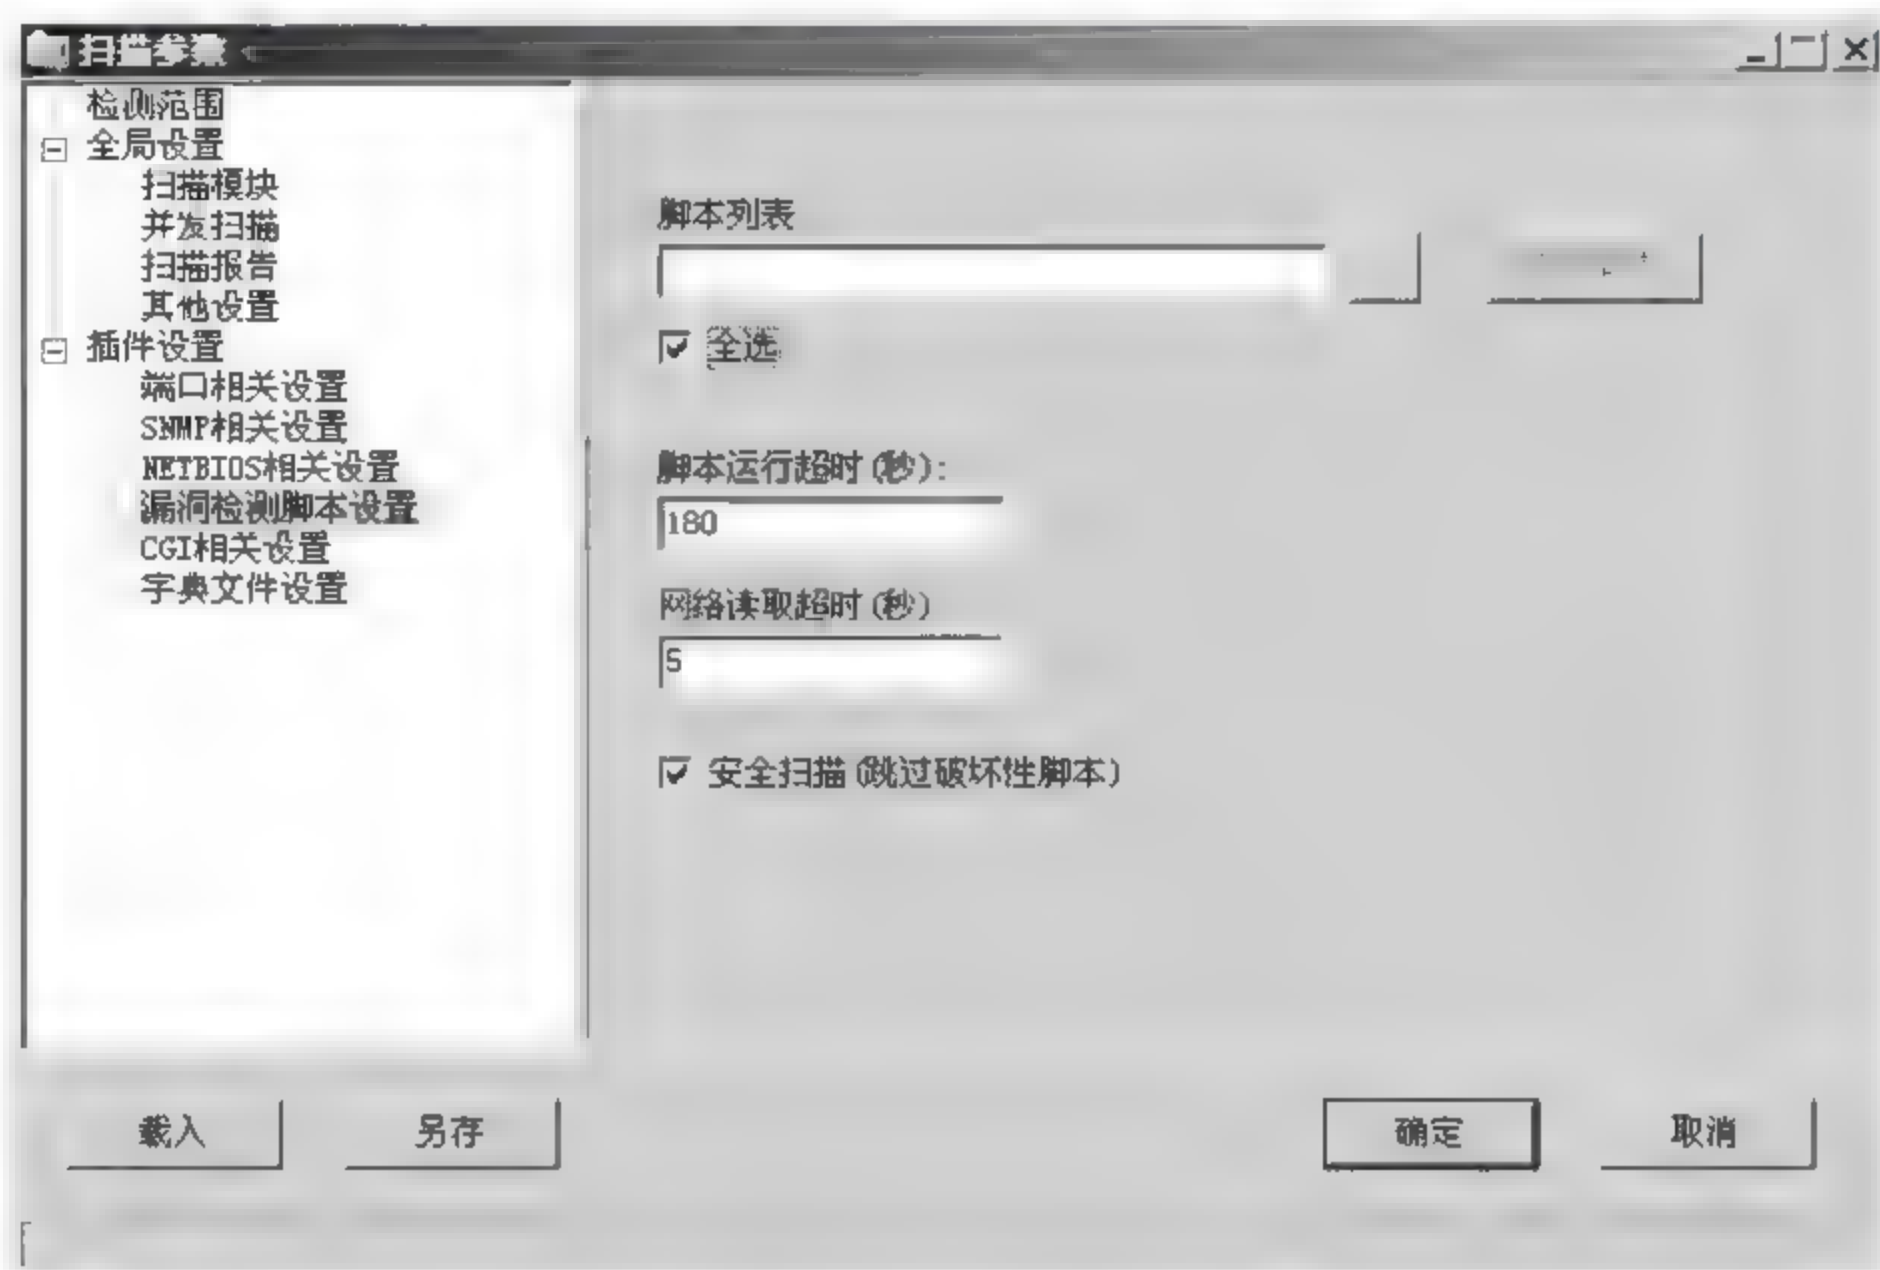 扫描参数
检测范围
全局设置
扫描模块
并发扫描
扫描报告
其他设置
插件设置
端口相关设置
SNMP相关设置
NETBIOS相关设置
漏洞检测脚本设置
CGI相关设置
字典文件设置
脚本列表
全选
脚本运行超时(秒):
180
网络读取超时(秒)
5
安全扫描(跳过破坏性脚本)
载入
另存
确定
取消